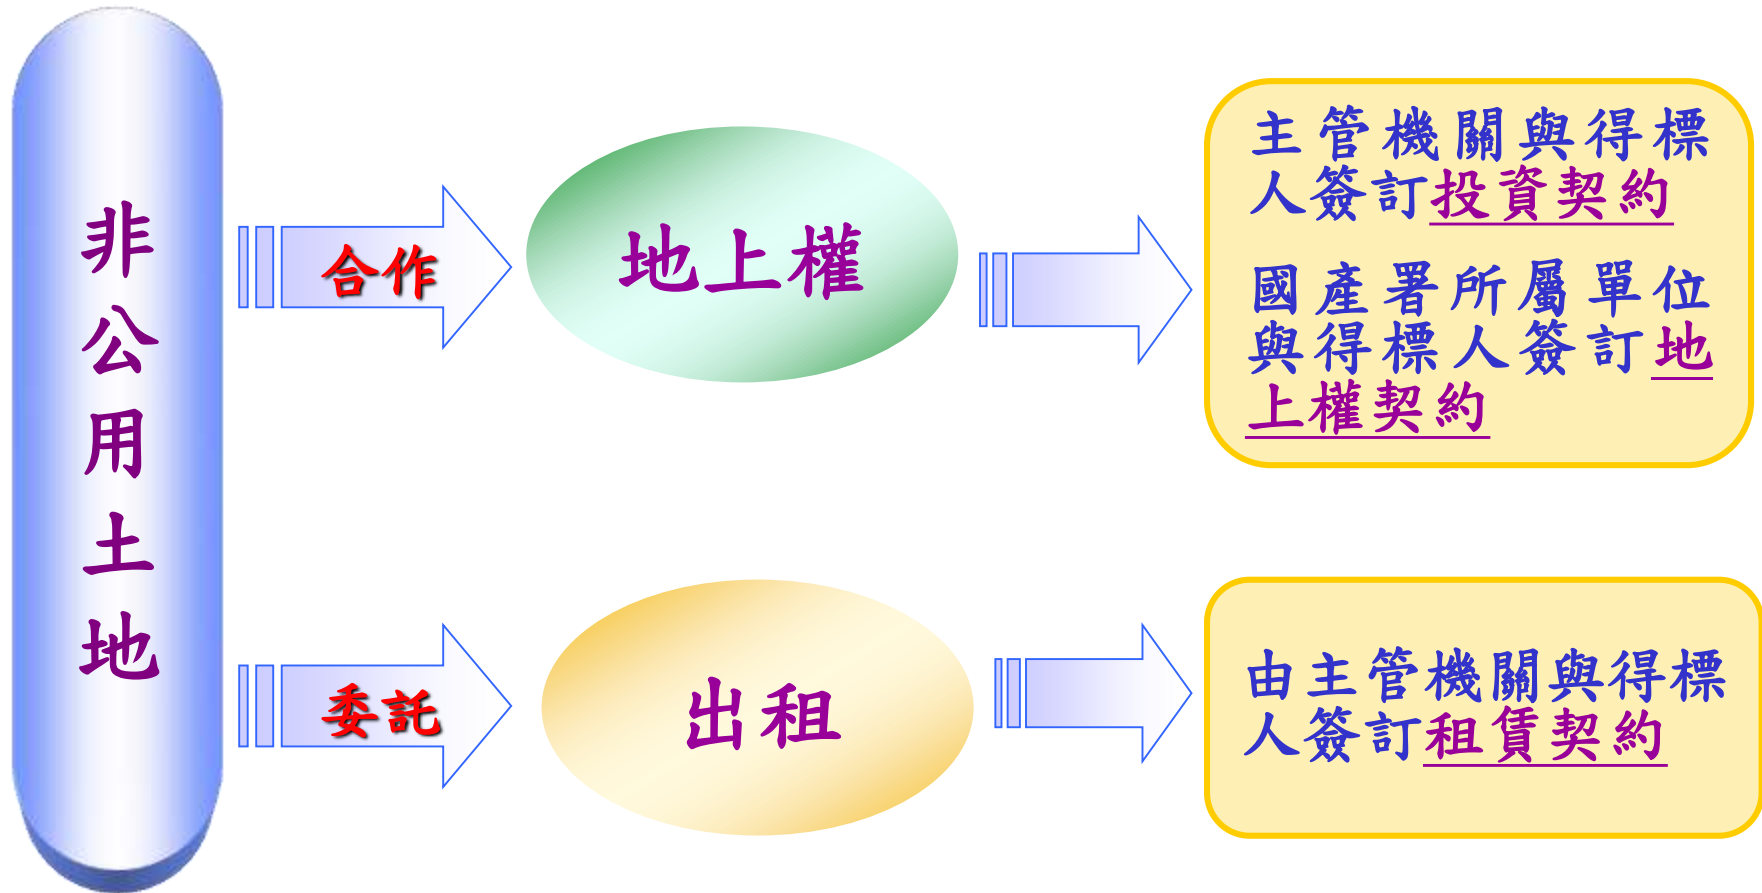 非公用土地
合作
地上權
主管機關與得標
人簽訂投資契約
國產署所屬單位
與得標人簽訂地
上權契約
委託
出租
由主管機關與得標
人簽訂租賃契約